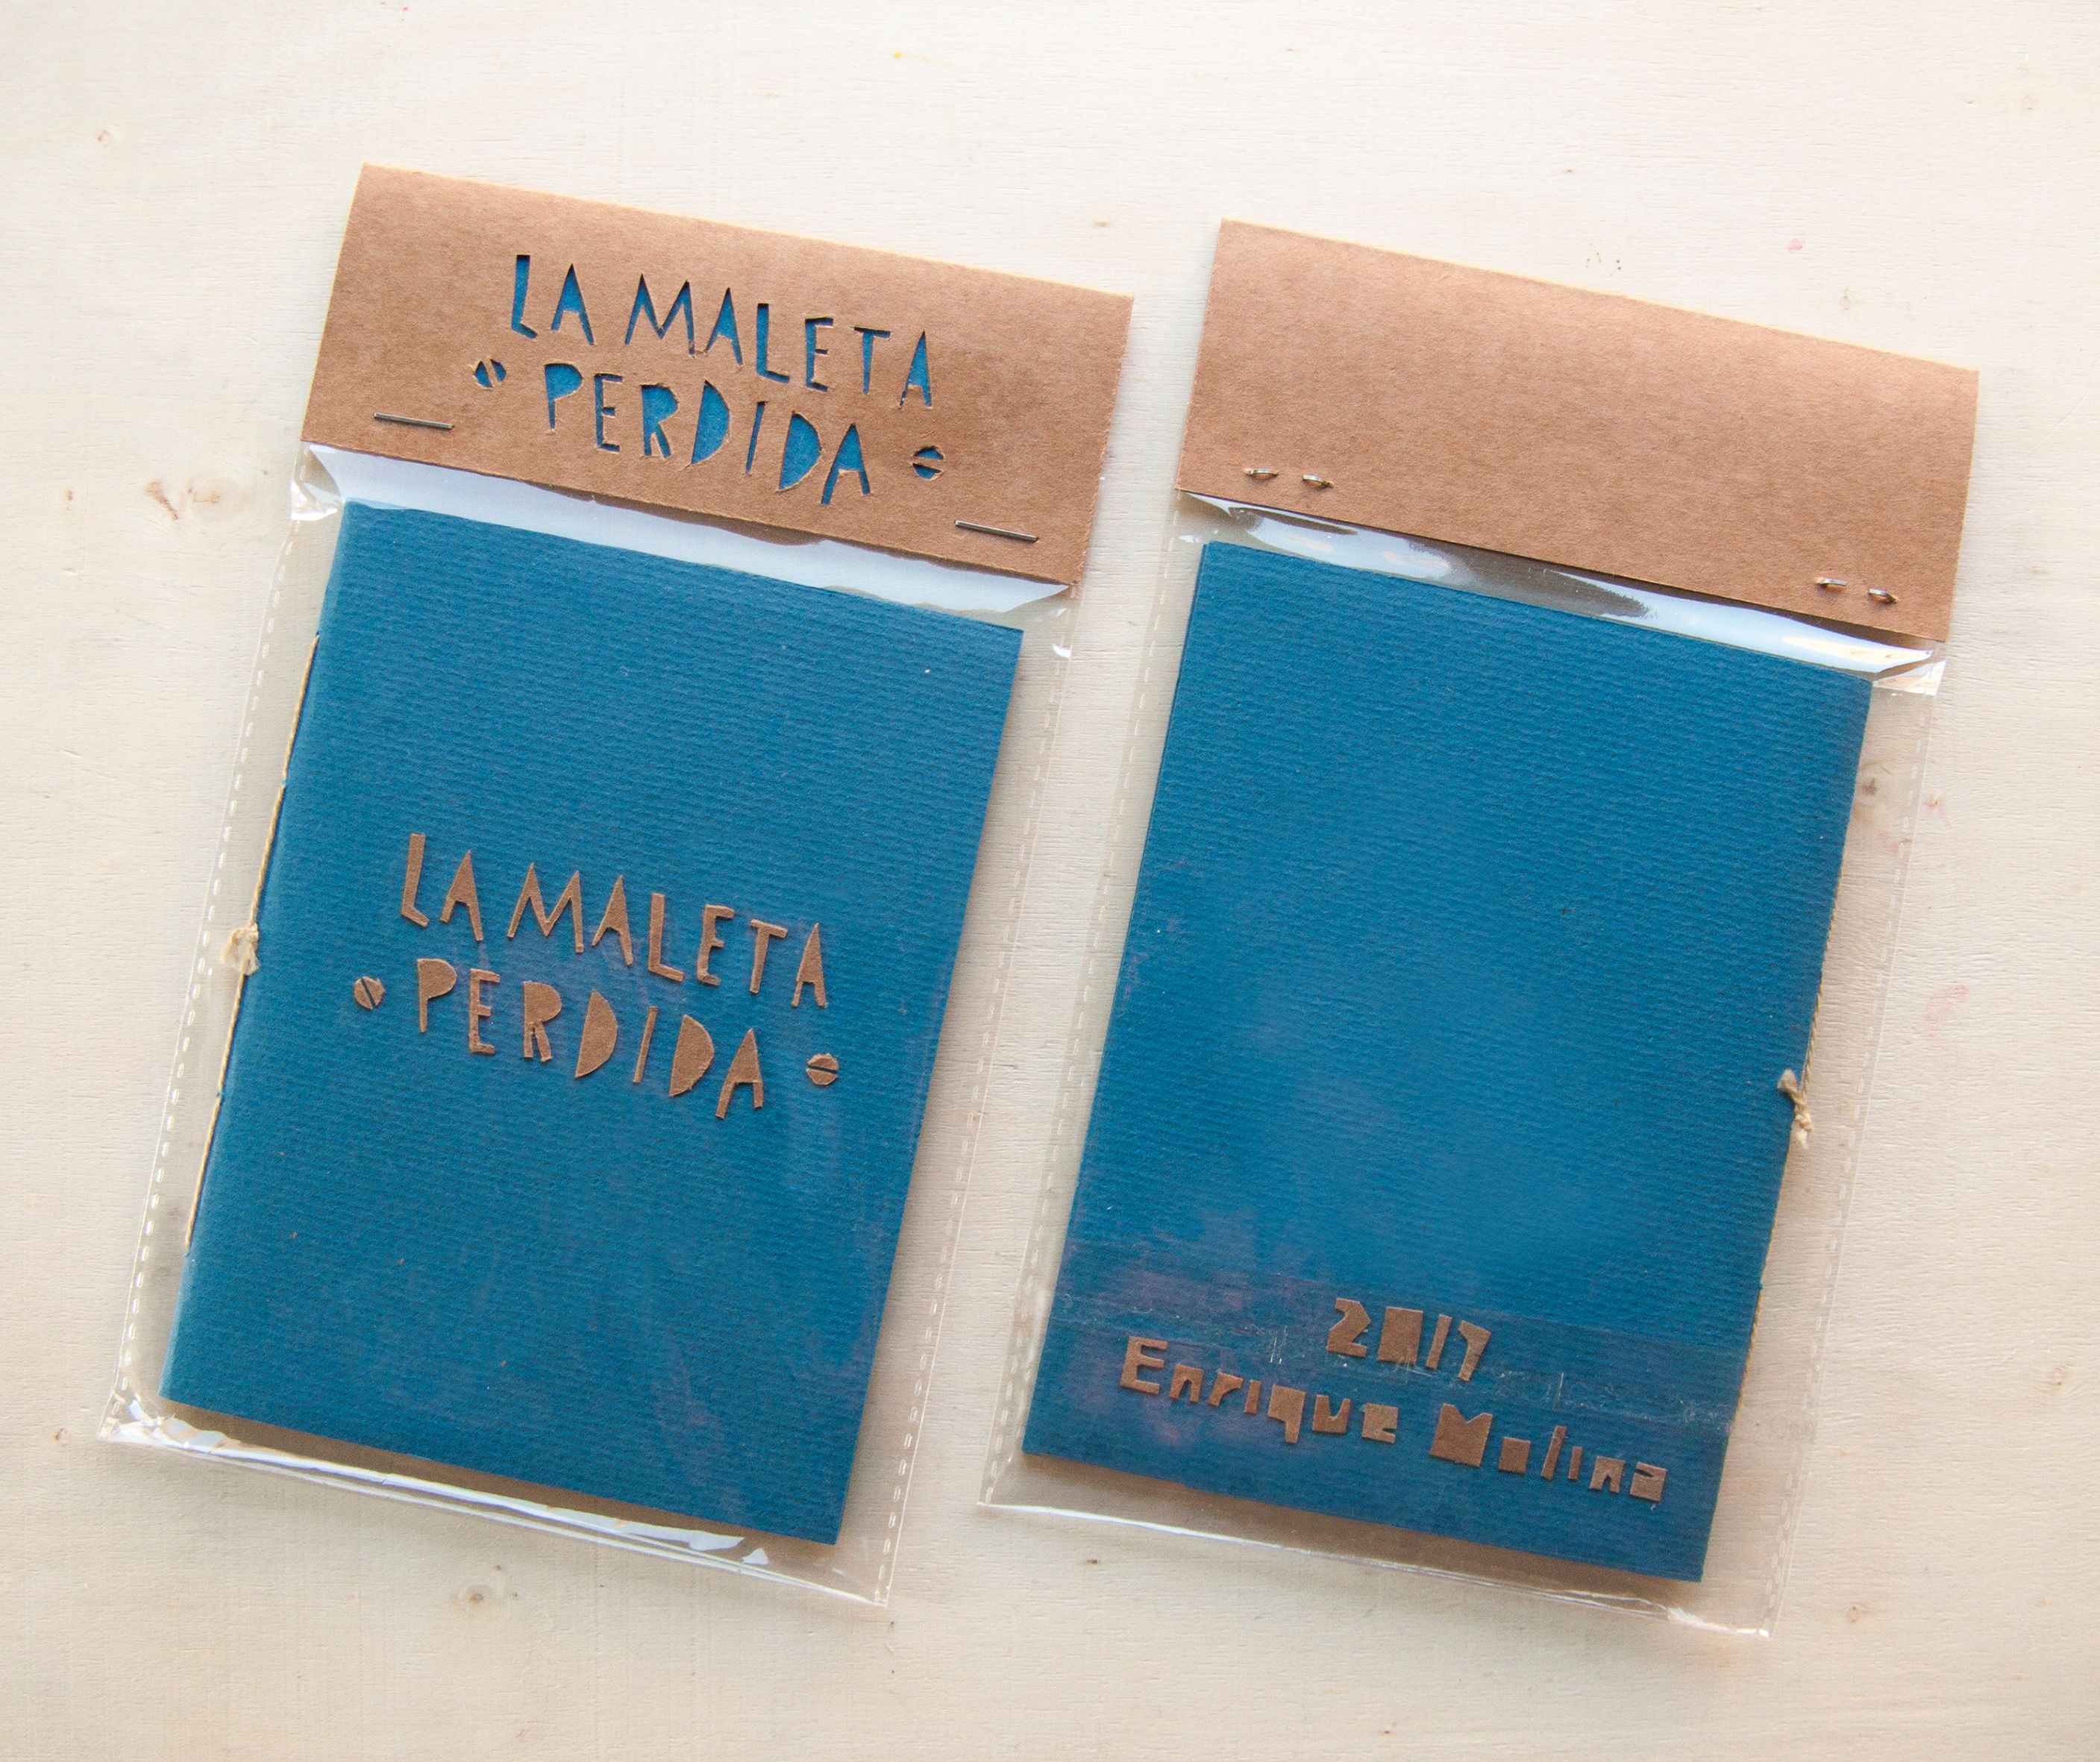 LA MALETA
PERDIDA
LA MALETA
PERDIDA
2017
Enrique Molina